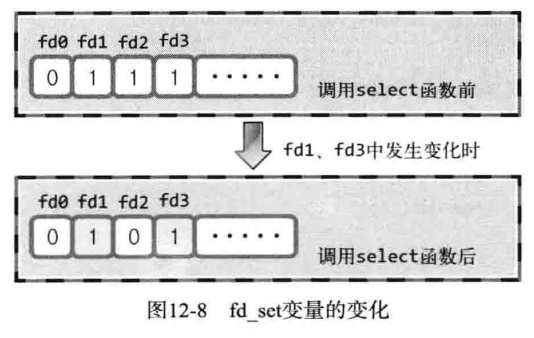 fd0 fd1 fd2 fd3
0 1 1 1 ·····
调用select函数前
fd1、fd3中发生变化时
fd0 fd1 fd2 fd3
0 1 0 1 ·····
调用select函数后
图12-8 fd_set变量的变化